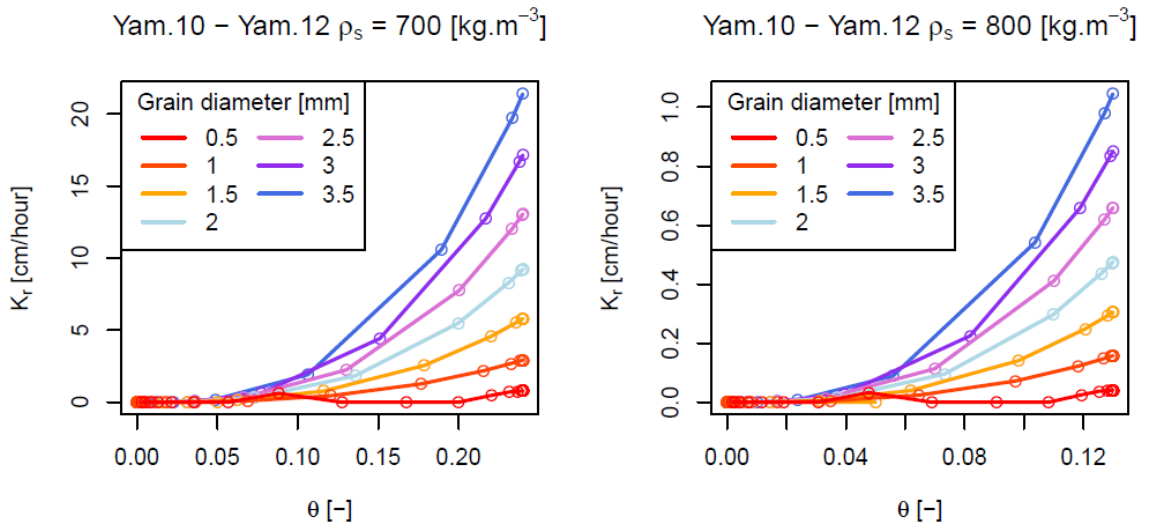 Yam.10 − Yam.12 ρs = 700 [kg.m−3]
Grain diameter [mm]
0.5
1
1.5
2
2.5
3
3.5
Kr [cm/hour]
20
15
10
5
0
0.00 0.05 0.10 0.15 0.20
θ [−]
Yam.10 − Yam.12 ρs = 800 [kg.m−3]
Grain diameter [mm]
0.5
1
1.5
2
2.5
3
3.5
Kr [cm/hour]
1.0
0.8
0.6
0.4
0.2
0.0
0.00 0.04 0.08 0.12
θ [−]